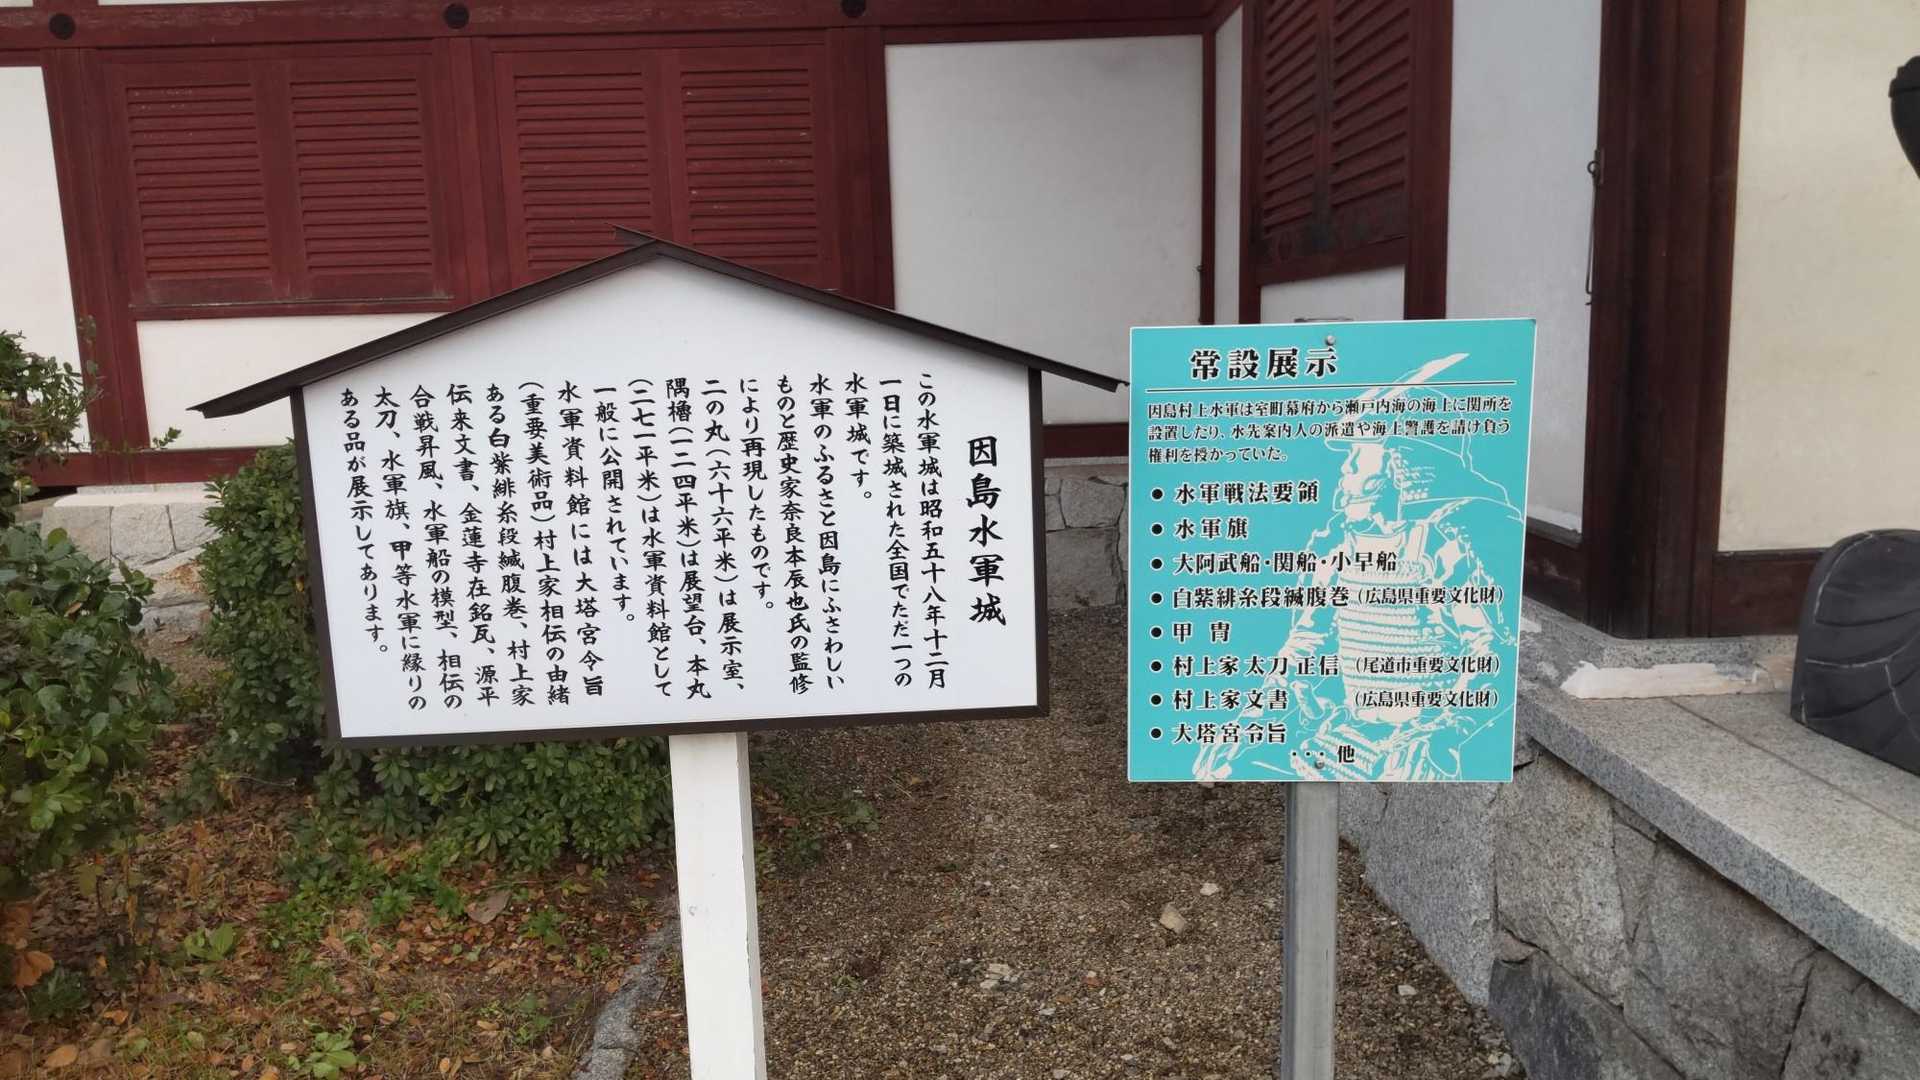 因島水軍城
この水軍城は昭和五十八年十二月
一日に築城された全国でただ一つの
水軍城です。
水軍のふるさと因島にふさわしい
ものと歴史家奈良本辰也氏の監修
により再現したものです。
二の丸（六十六平米）は展示室、
隅櫓（一二四平米）は展望台、本丸
（二七一平米）は水軍資料館として
一般に公開されています。
水軍資料館には大塔宮令旨
（重要美術品）村上家相伝の由緒
ある白紫緋糸段縅腹巻、村上家
伝来文書、金蓮寺在銘瓦、源平
合戦昇風、水軍船の模型、相伝の
太刀、水軍旗、甲等水軍に縁りの
ある品が展示してあります。
常設展示
因島村上水軍は室町幕府から瀬戸内海の海上に関所を
設置したり、水先案内人の派遣や海上警護を請け負う
権利を授かっていた。
● 水軍戦法要領
● 水軍旗
● 大阿武船・関船・小早船
● 白紫緋糸段縅腹巻（広島県重要文化財）
● 甲 冑
● 村上家 太刀 正信 （尾道市重要文化財）
● 村上家文書 （広島県重要文化財）
● 大塔宮令旨
・・・他